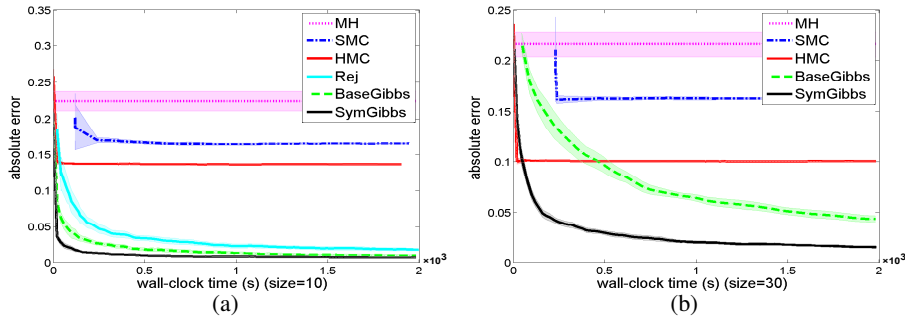 0.35
0.3
0.25
0.2
0.15
0.1
0.05
0
absolute error
MH
SMC
HMC
Rej
BaseGibbs
SymGibbs
0
0.5
1
1.5
2
×10³
wall-clock time (s) (size=10)
(a)
0.25
0.2
0.15
0.1
0.05
0
absolute error
MH
SMC
HMC
BaseGibbs
SymGibbs
0
0.5
1
1.5
2
×10³
wall-clock time (s) (size=30)
(b)